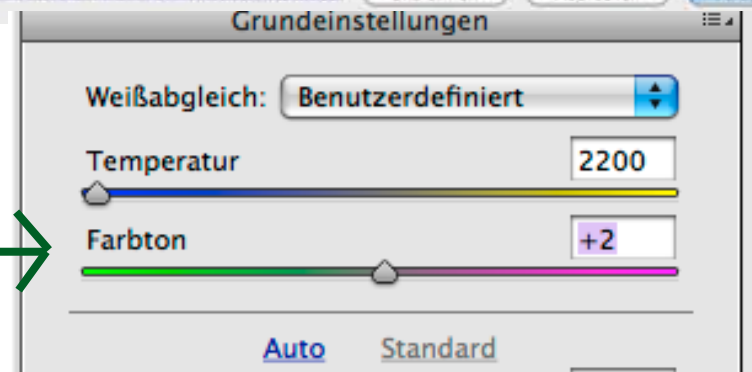 Grundeinstellungen
Weißabgleich: Benutzerdefiniert
Temperatur 2200
Farbton +2
Auto Standard